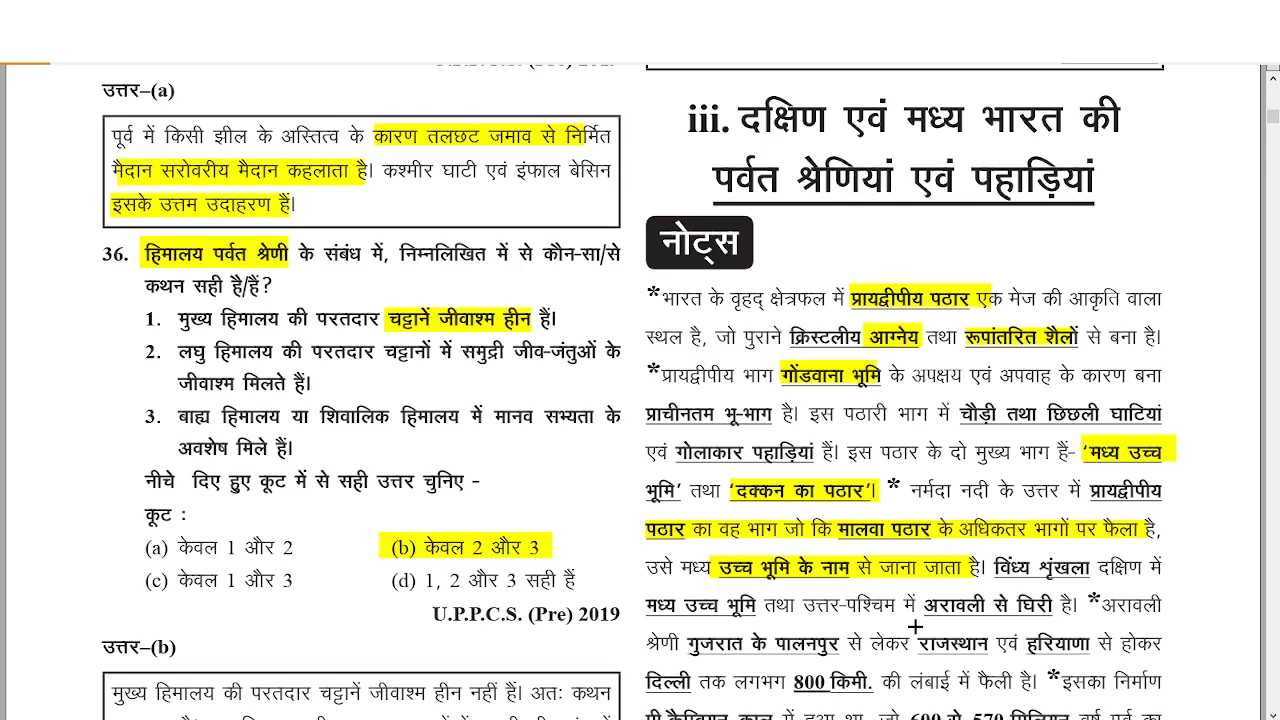 उत्तर–(a)
पूर्व में किसी झील के अस्तित्व के कारण तलछट जमाव से निर्मित
मैदान सरोवरीय मैदान कहलाता है। कश्मीर घाटी एवं इंफाल बेसिन
इसके उत्तम उदाहरण हैं।
36. हिमालय पर्वत श्रेणी के संबंध में, निम्नलिखित में से कौन-सा/से
कथन सही है/हैं?
1. मुख्य हिमालय की परतदार चट्टानें जीवाश्म हीन हैं।
2. लघु हिमालय की परतदार चट्टानों में समुद्री जीव-जंतुओं के
जीवाश्म मिलते हैं।
3. बाह्य हिमालय या शिवालिक हिमालय में मानव सभ्यता के
अवशेष मिले हैं।
नीचे दिए हुए कूट में से सही उत्तर चुनिए -
कूट :
(a) केवल 1 और 2 (b) केवल 2 और 3
(c) केवल 1 और 3 (d) 1, 2 और 3 सही हैं
U.P.P.C.S. (Pre) 2019
उत्तर–(b)
मुख्य हिमालय की परतदार चट्टानें जीवाश्म हीन नहीं हैं। अतः कथन
iii. दक्षिण एवं मध्य भारत की
पर्वत श्रेणियां एवं पहाड़ियां
नोट्स
*भारत के वृहद् क्षेत्रफल में प्रायद्वीपीय पठार एक मेज की आकृति वाला
स्थल है, जो पुराने क्रिस्टलीय आग्नेय तथा रूपांतरित शैलों से बना है।
*प्रायद्वीपीय भाग गोंडवाना भूमि के अपक्षय एवं अपवाह के कारण बना
प्राचीनतम भू-भाग है। इस पठारी भाग में चौड़ी तथा छिछली घाटियां
एवं गोलाकार पहाड़ियां हैं। इस पठार के दो मुख्य भाग हैं- ‘मध्य उच्च
भूमि’ तथा ‘दक्कन का पठार’। * नर्मदा नदी के उत्तर में प्रायद्वीपीय
पठार का वह भाग जो कि मालवा पठार के अधिकतर भागों पर फैला है,
उसे मध्य उच्च भूमि के नाम से जाना जाता है। विंध्य शृंखला दक्षिण में
मध्य उच्च भूमि तथा उत्तर-पश्चिम में अरावली से घिरी है। *अरावली
श्रेणी गुजरात के पालनपुर से लेकर राजस्थान एवं हरियाणा से होकर
दिल्ली तक लगभग 800 किमी. की लंबाई में फैली है। *इसका निर्माण